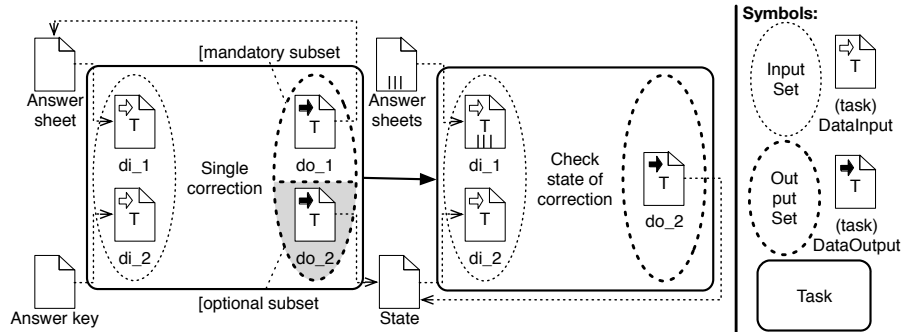 [mandatory subset
Answer
sheet
T
di_1
T
di_2
Single
correction
T
do_1
T
do_2
[optional subset
Answer key
Answer
sheets
T
di_1
T
di_2
Check
state of
correction
T
do_2
State
Symbols:
Input
Set
T
(task)
DataInput
Out
put
Set
T
(task)
DataOutput
Task